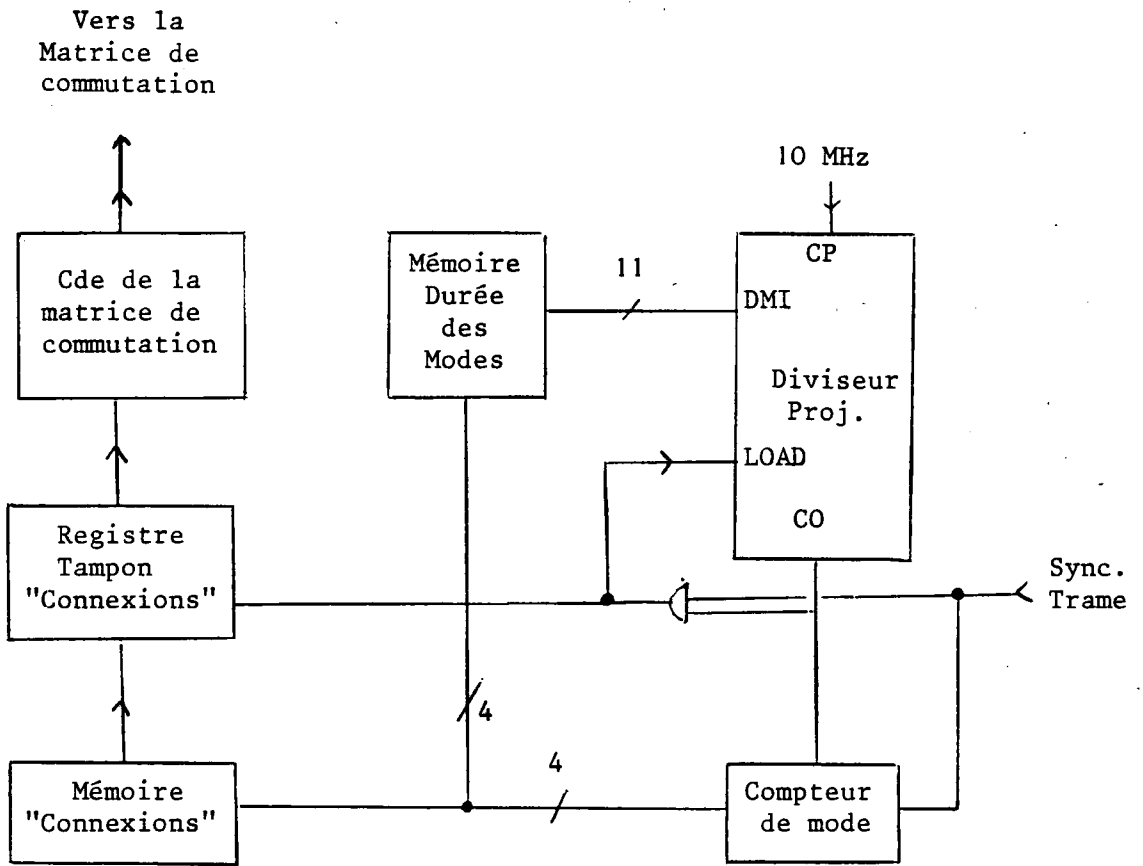 Vers la
Matrice de
commutation
10 MHz
Cde de la
matrice de
commutation
Mémoire
Durée
des
Modes
11
CP
DMI
Diviseur
Proj.
LOAD
CO
Registre
Tampon
"Connexions"
Sync.
Trame
4
4
Mémoire
"Connexions"
Compteur
de mode